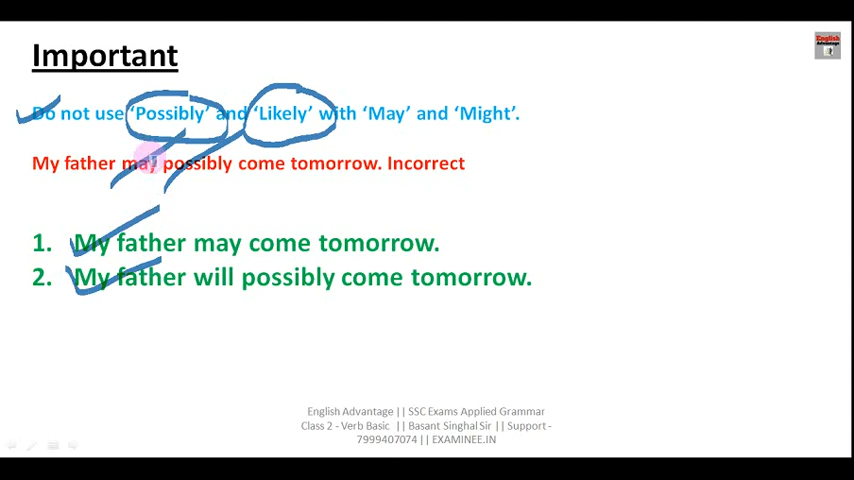 Important
English
Advantage
Do not use 'Possibly' and 'Likely' with 'May' and 'Might'.
My father may possibly come tomorrow. Incorrect
1. My father may come tomorrow.
2. My father will possibly come tomorrow.
English Advantage || SSC Exams Applied Grammar
Class 2 - Verb Basic || Basant Singhal Sir || Support -
7999407074 || EXAMINEE.IN